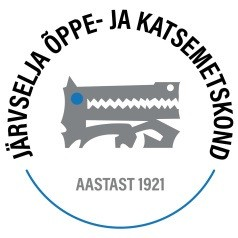 JÄRVSELJA ÕPPE- JA KATSEMETSKOND
AASTAST 1921